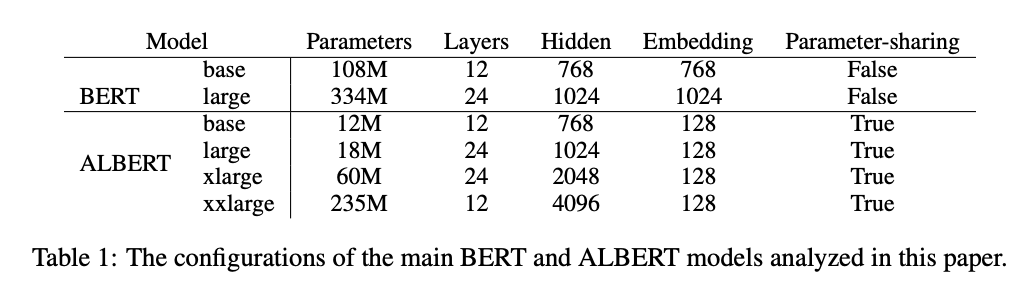 Model Parameters Layers Hidden Embedding Parameter-sharing
base 108M 12 768 768 False
BERT large 334M 24 1024 1024 False
base 12M 12 768 128 True
large 18M 24 1024 128 True
ALBERT
xlarge 60M 24 2048 128 True
xxlarge 235M 12 4096 128 True
Table 1: The configurations of the main BERT and ALBERT models analyzed in this paper.